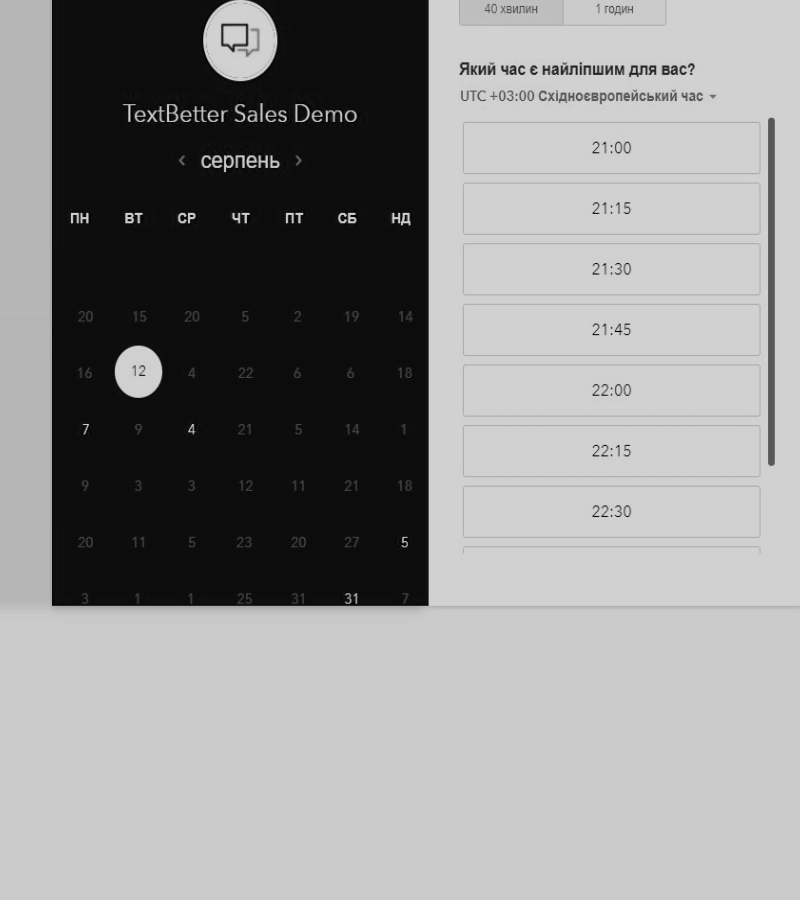 TextBetter Sales Demo
серпень
ПН ВТ СР ЧТ ПТ СБ НД
20 15 20 5 2 19 14
16 12 4 22 6 6 18
7 9 4 21 5 14 1
9 3 3 12 11 21 18
20 11 5 23 20 27 5
3 1 1 25 31 31 7
40 хвилин 1 годин
Який час є найліпшим для вас?
UTC +03:00 Східноєвропейський час
21:00
21:15
21:30
21:45
22:00
22:15
22:30